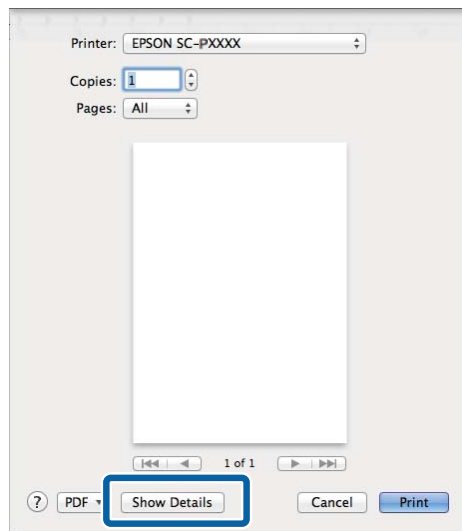 Printer: EPSON SC-PXXXX
Copies: 1
Pages: All
1 of 1
? PDF Show Details Cancel Print